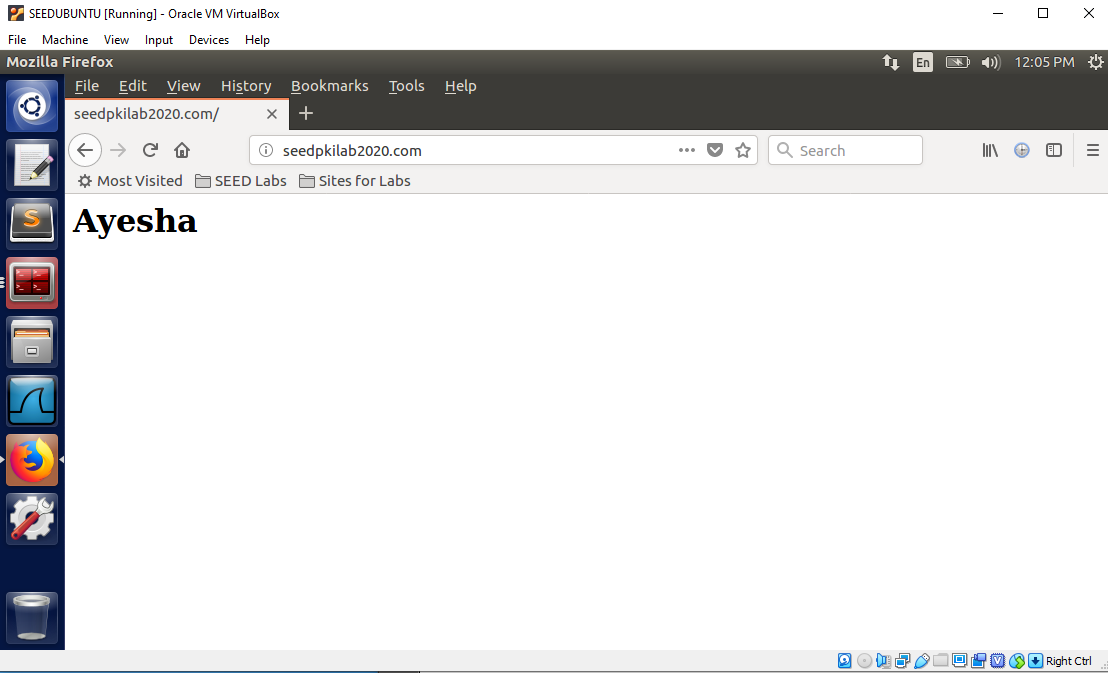 SEEDUBUNTU [Running] - Oracle VM VirtualBox
File Machine View Input Devices Help
Mozilla Firefox En 12:05 PM
File Edit View History Bookmarks Tools Help
seedpkilab2020.com/
seedpkilab2020.com Search
Most Visited SEED Labs Sites for Labs
Ayesha
Right Ctrl